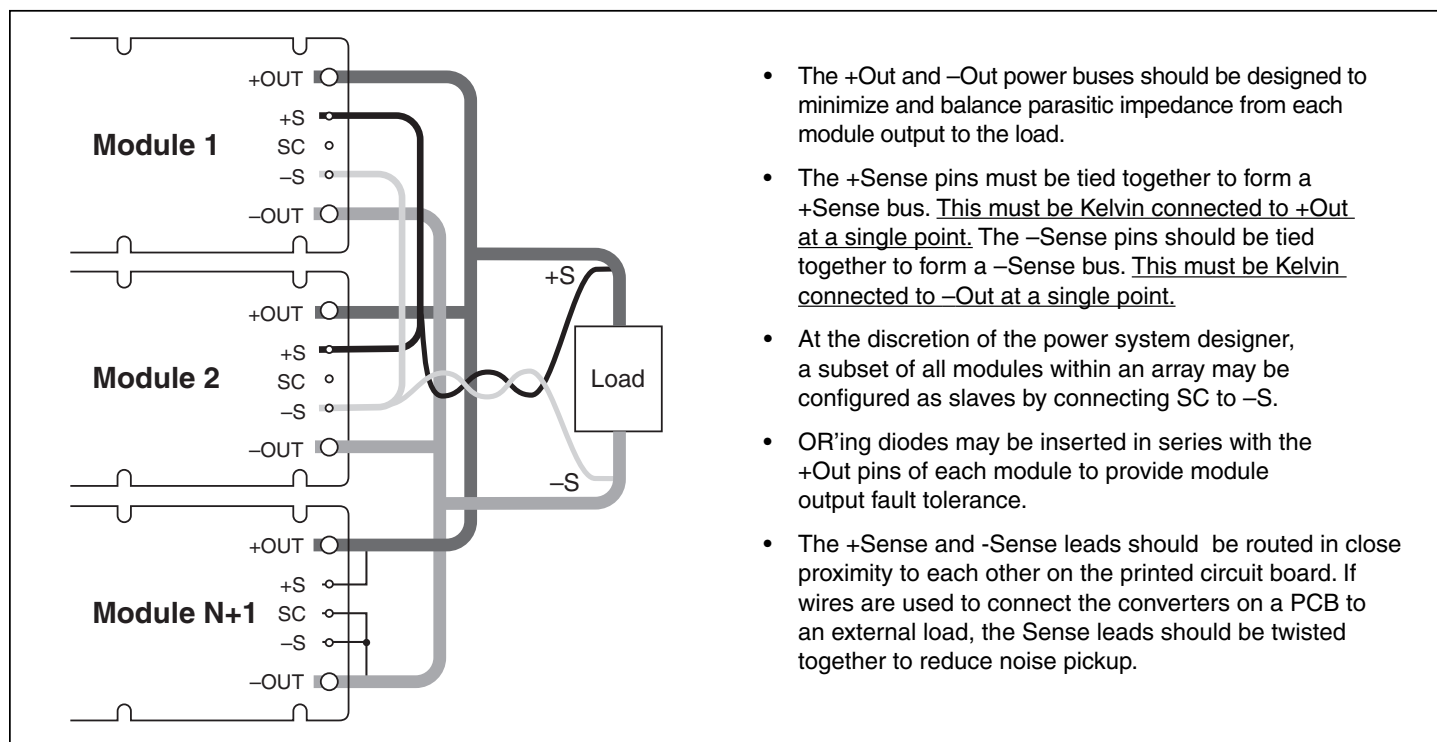 +OUT
+S
Module 1
SC
–S
–OUT
+OUT
+S
Module 2
SC
–S
–OUT
+OUT
+S
Module N+1
SC
–S
–OUT
+S
Load
–S
• The +Out and –Out power buses should be designed to
minimize and balance parasitic impedance from each
module output to the load.
• The +Sense pins must be tied together to form a
+Sense bus. This must be Kelvin connected to +Out
at a single point. The –Sense pins should be tied
together to form a –Sense bus. This must be Kelvin
connected to –Out at a single point.
• At the discretion of the power system designer,
a subset of all modules within an array may be
configured as slaves by connecting SC to –S.
• OR'ing diodes may be inserted in series with the
+Out pins of each module to provide module
output fault tolerance.
• The +Sense and -Sense leads should be routed in close
proximity to each other on the printed circuit board. If
wires are used to connect the converters on a PCB to
an external load, the Sense leads should be twisted
together to reduce noise pickup.